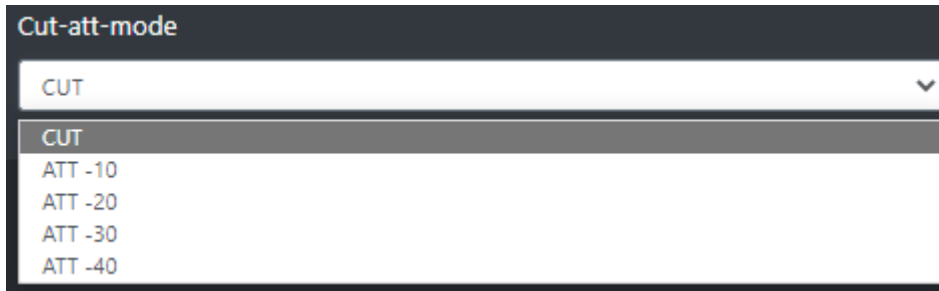 Cut-att-mode
CUT
CUT
ATT -10
ATT -20
ATT -30
ATT -40